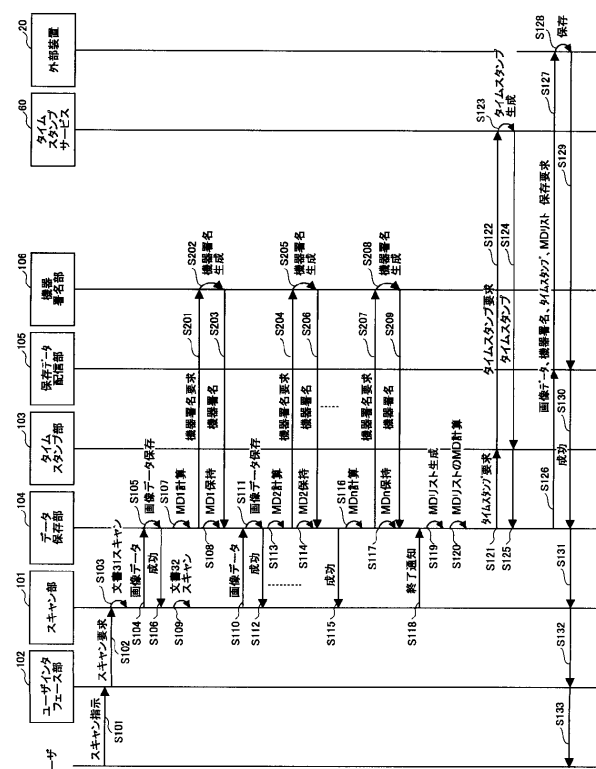 ーザ
102
ユーザインタ
フェース部
101
スキャン部
104
データ
保存部
103
タイム
スタンプ部
105
保存データ
配信部
106
機器
署名部
60
タイム
スタンプ
サービス
20
外部装置
スキャン指示
S101
スキャン要求
S102
S103
文書31スキャン
画像データ
S104
S105
画像データ保存
成功
S106
S107
MD1計算
文書32
スキャン
S109
機器署名要求
S201
S202
機器署名
生成
MD1保持
S108
機器署名
S203
画像データ
S110
S111
画像データ保存
成功
S112
MD2計算
S113
機器署名要求
S204
S205
機器署名
生成
MD2保持
S114
機器署名
S206
成功
S115
S116
MDn計算
機器署名要求
S207
S208
機器署名
生成
MDn保持
S117
機器署名
S209
終了通知
S118
MDリスト生成
S119
MDリストのMD計算
S120
タイムスタンプ要求
S121
タイムスタンプ要求
S122
S123
タイムスタンプ
生成
タイムスタンプ
S124
S125
画像データ、機器署名、タイムスタンプ、MDリスト 保存要求
S126
S127
S128
保存
S129
成功
S130
S131
S132
S133